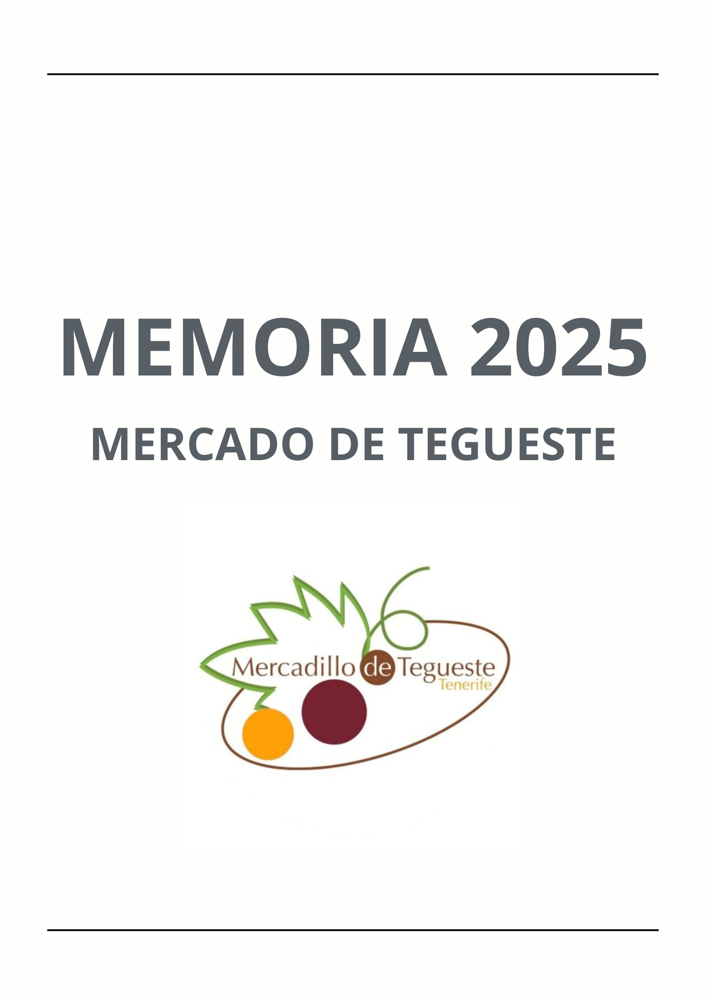 MEMORIA 2025
MERCADO DE TEGUESTE
Mercadillo de Tegueste
Tenerife